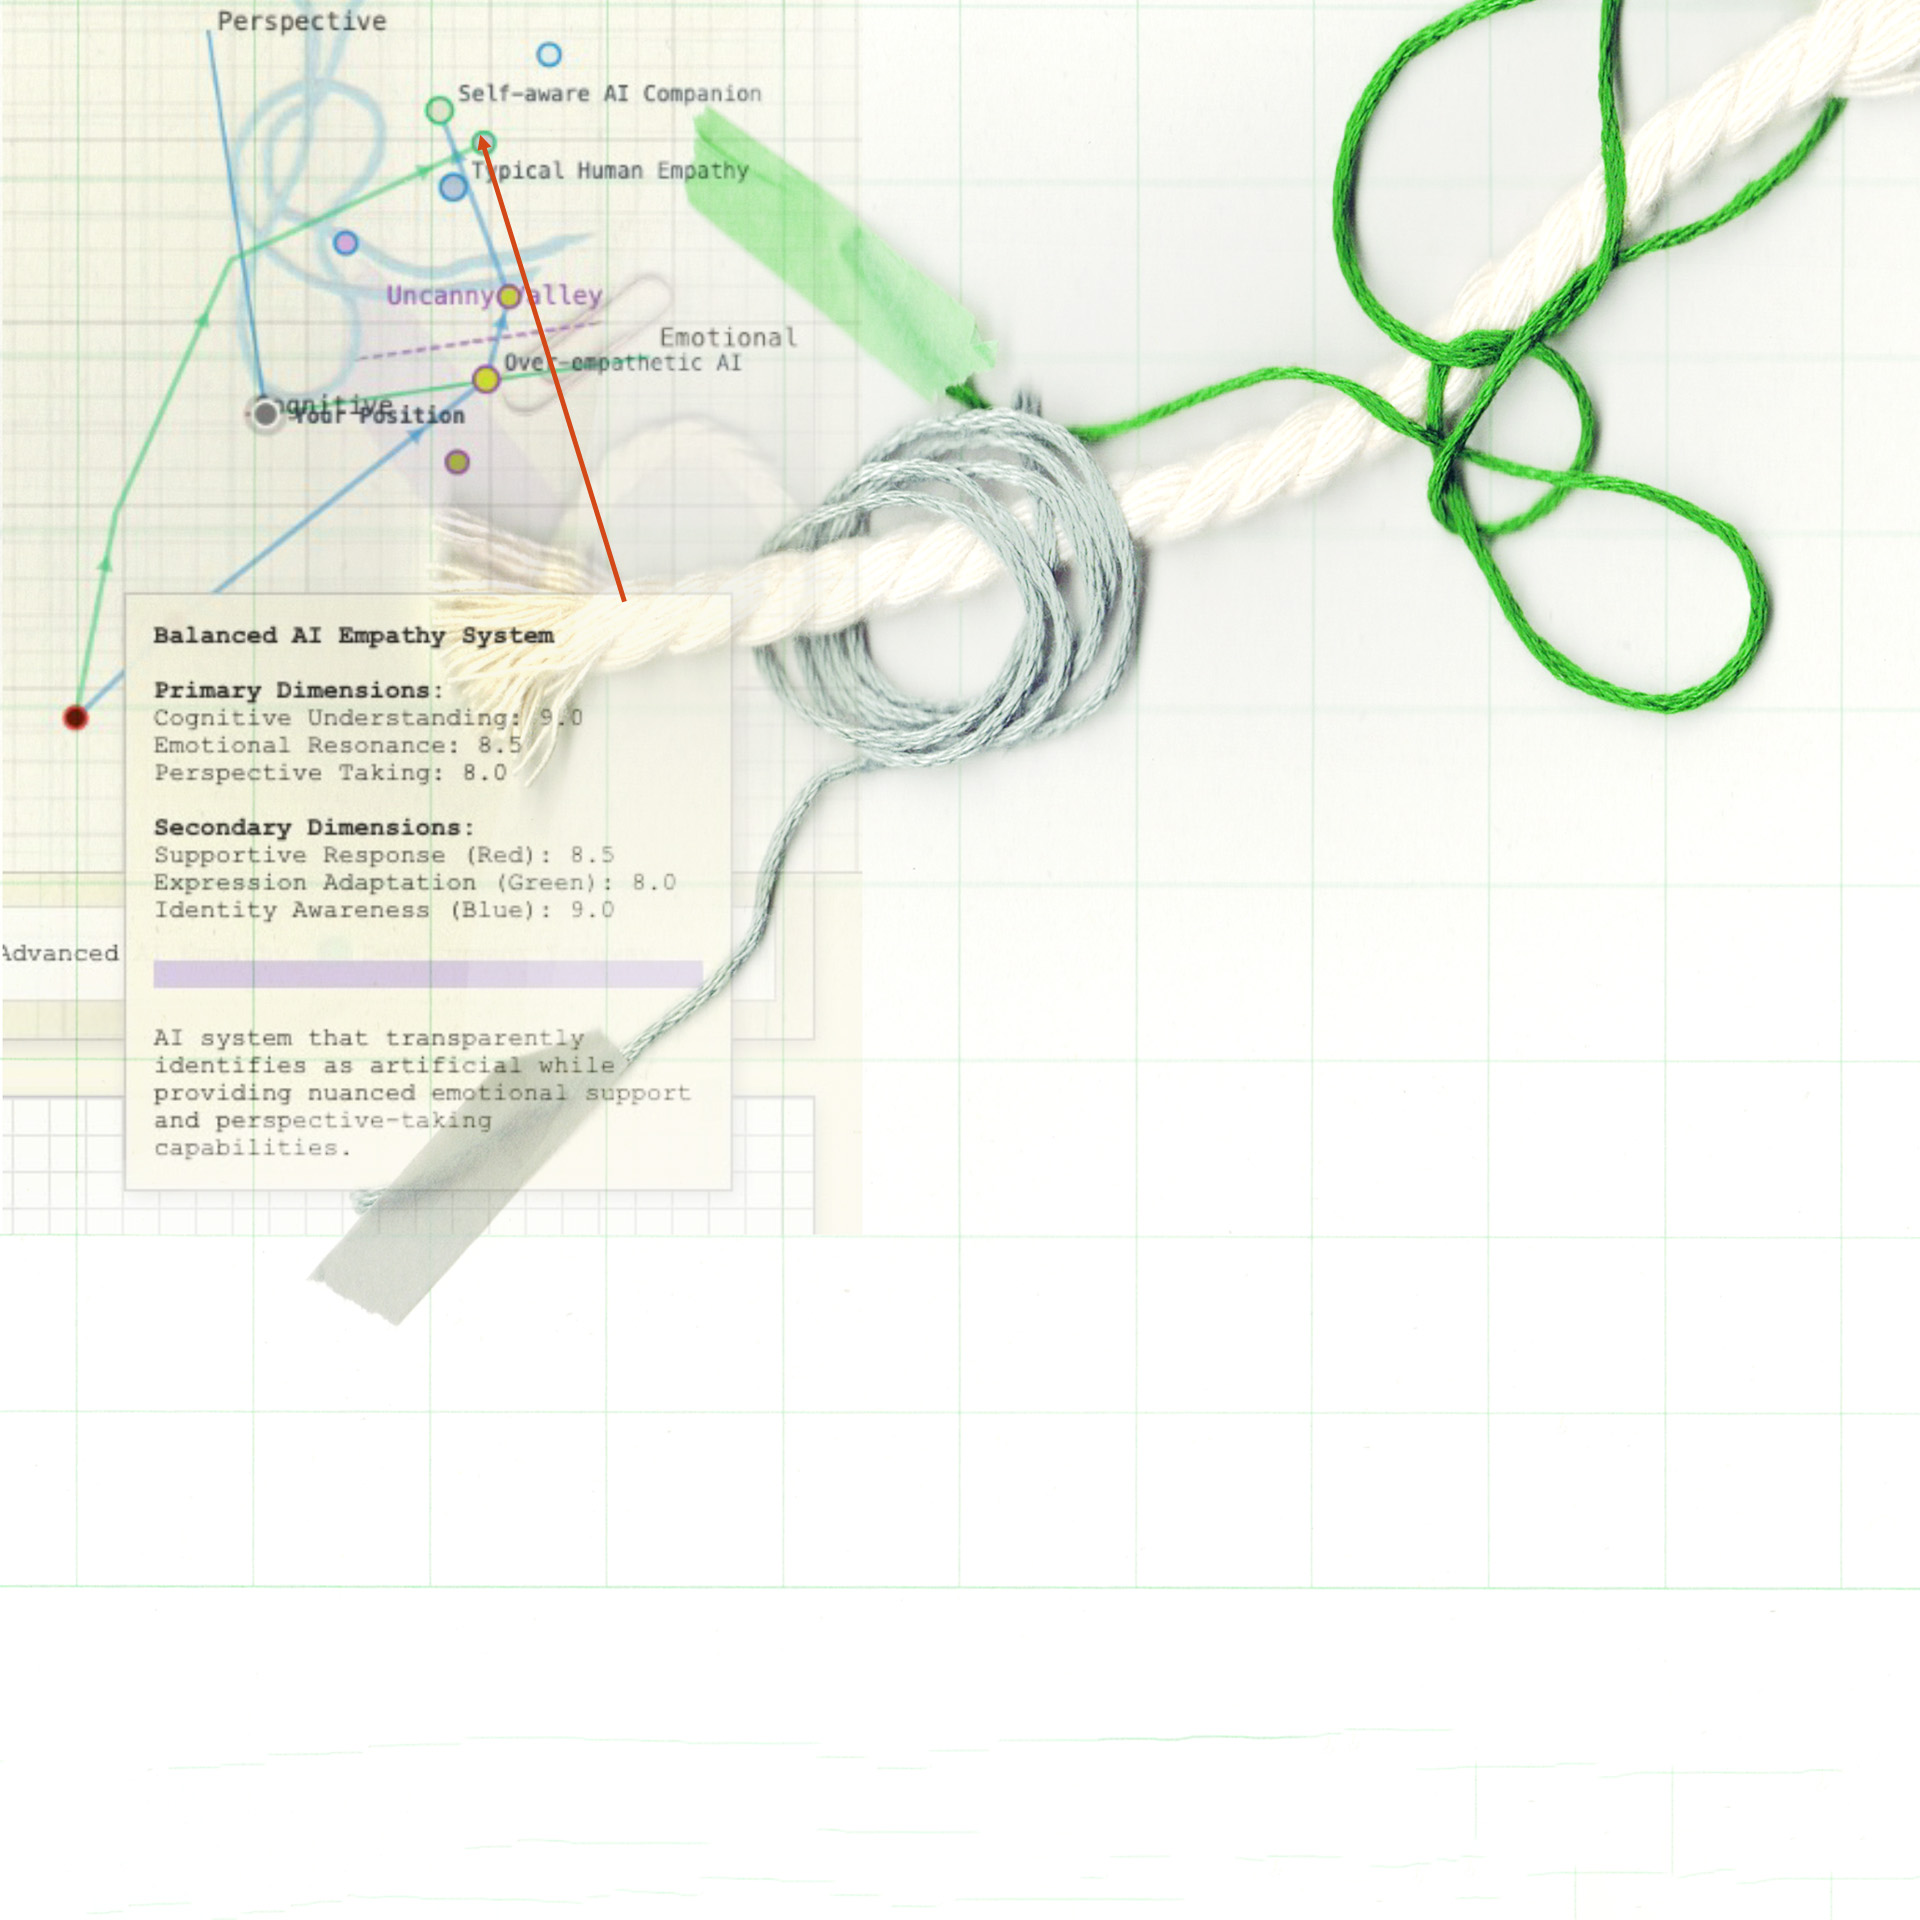 Perspective
Self-aware AI Companion
Typical Human Empathy
Uncanny Valley
Emotional
Over-empathetic AI
Cognitive
Your Position
Balanced AI Empathy System
Primary Dimensions:
Cognitive Understanding: 9.0
Emotional Resonance: 8.5
Perspective Taking: 8.0
Secondary Dimensions:
Supportive Response (Red): 8.5
Expression Adaptation (Green): 8.0
Identity Awareness (Blue): 9.0
Advanced
AI system that transparently
identifies as artificial while
providing nuanced emotional support
and perspective-taking
capabilities.